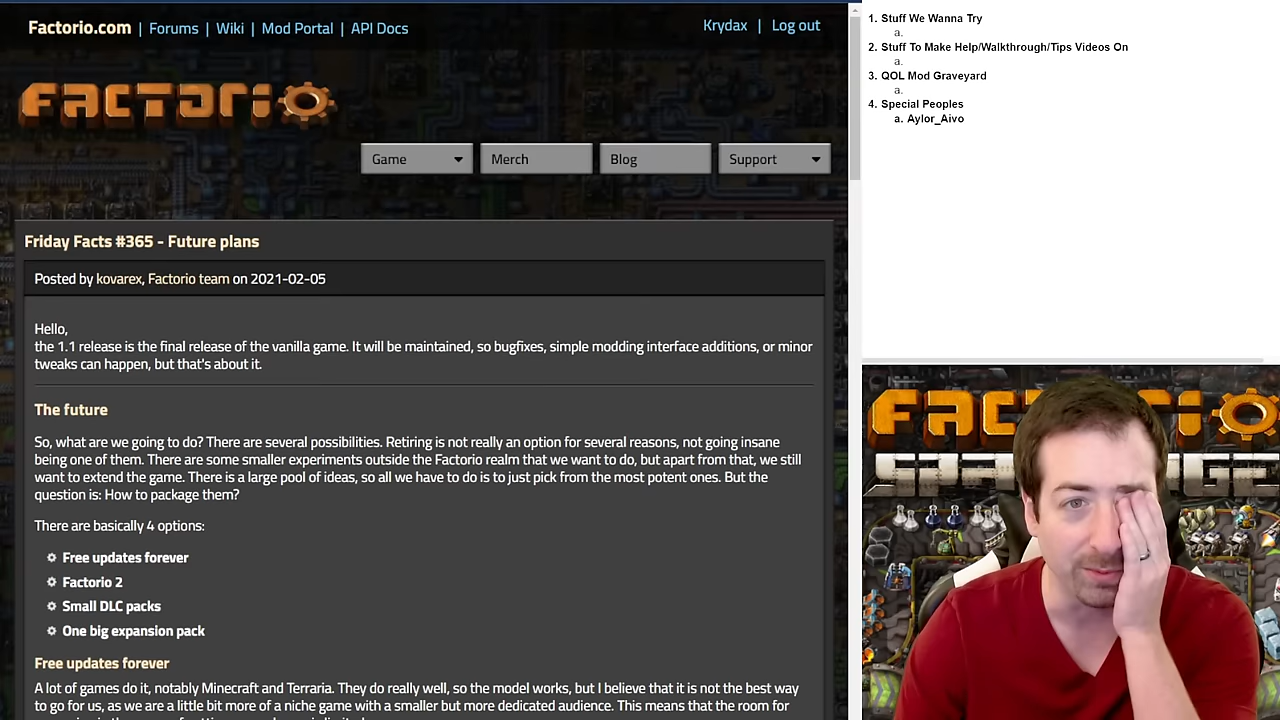 Factorio.com | Forums | Wiki | Mod Portal | API Docs
Krydax | Log out
FACTORIO
Game
Merch
Blog
Support
Friday Facts #365 - Future plans
Posted by kovarex, Factorio team on 2021-02-05
Hello,
the 1.1 release is the final release of the vanilla game. It will be maintained, so bugfixes, simple modding interface additions, or minor
tweaks can happen, but that's about it.
The future
So, what are we going to do? There are several possibilities. Retiring is not really an option for several reasons, not going insane
being one of them. There are some smaller experiments outside the Factorio realm that we want to do, but apart from that, we still
want to extend the game. There is a large pool of ideas, so all we have to do is to just pick from the most potent ones. But the
question is: How to package them?
There are basically 4 options:
Free updates forever
Factorio 2
Small DLC packs
One big expansion pack
Free updates forever
A lot of games do it, notably Minecraft and Terraria. They do really well, so the model works, but I believe that it is not the best way
to go for us, as we are a little bit more of a niche game with a smaller but more dedicated audience. This means that the room for
1. Stuff We Wanna Try
a.
2. Stuff To Make Help/Walkthrough/Tips Videos On
a.
3. QOL Mod Graveyard
a.
4. Special Peoples
a. Aylor_Aivo